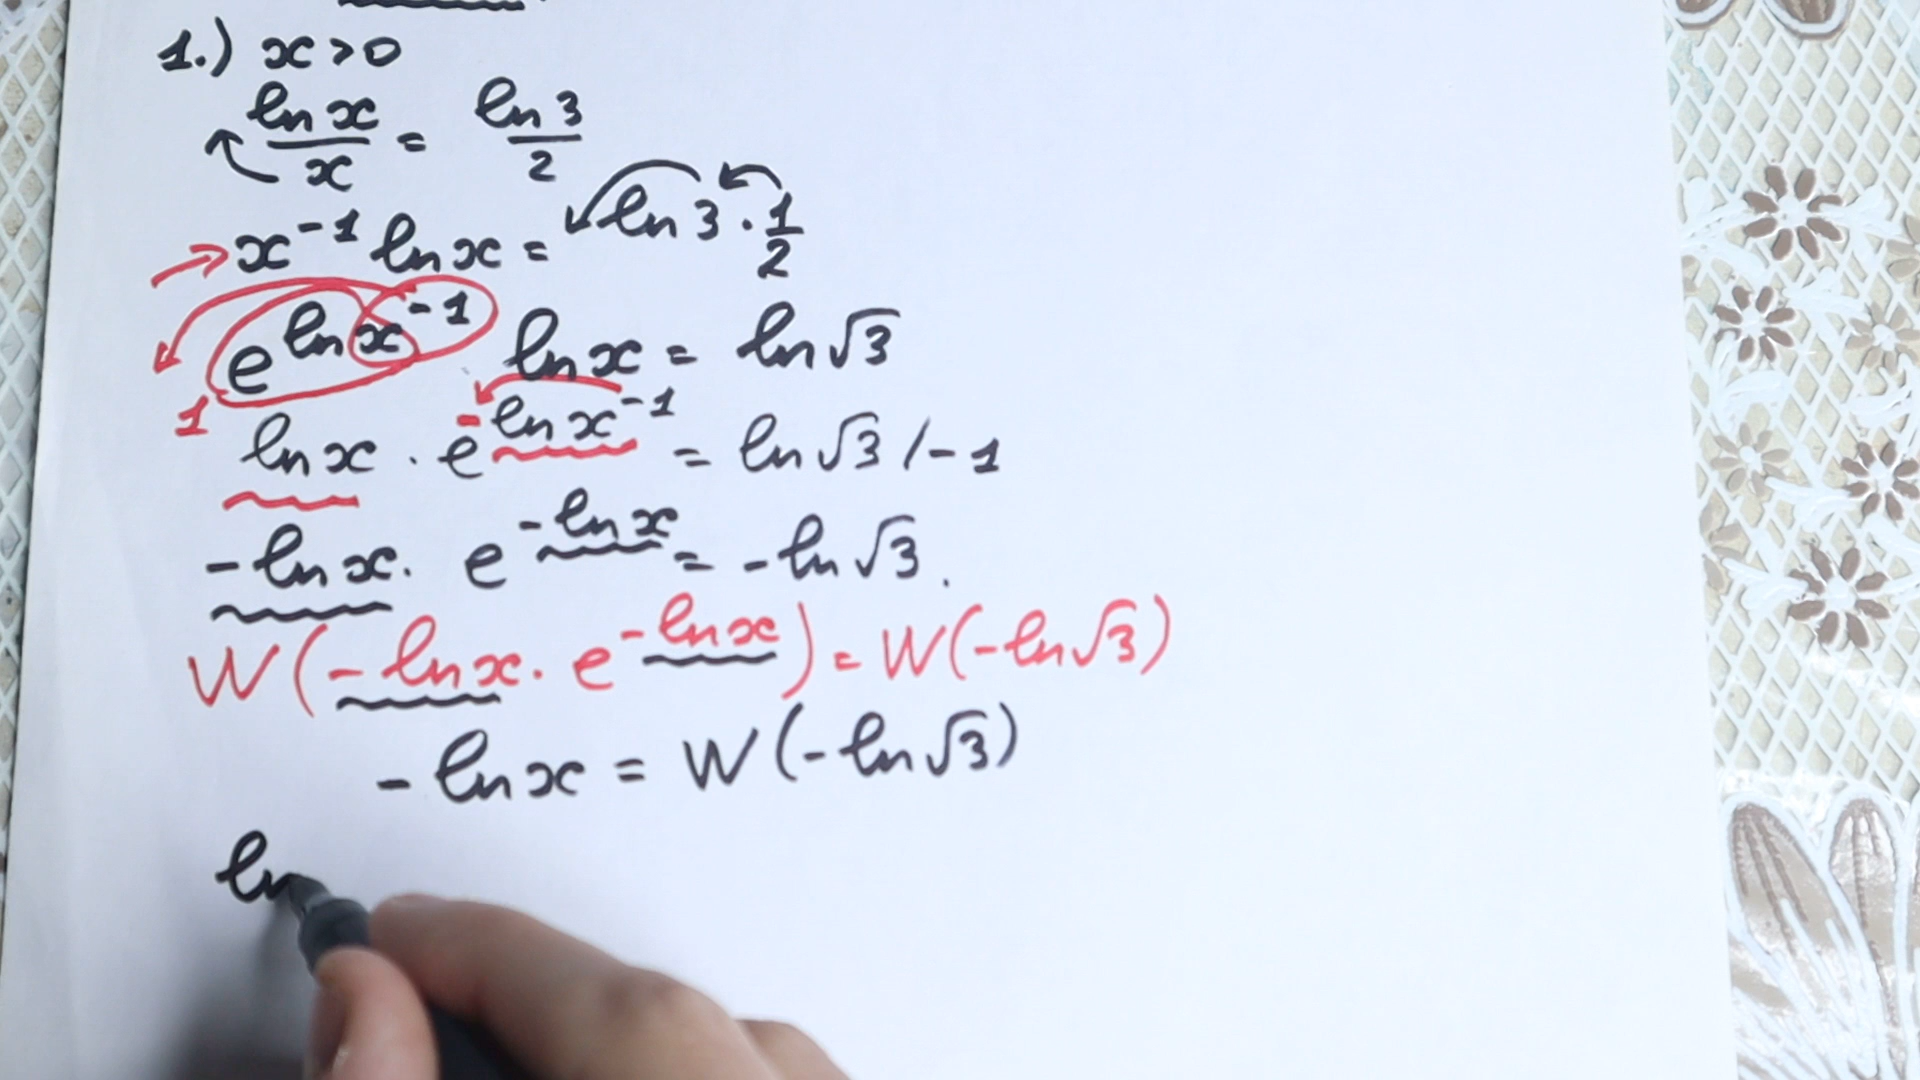 1.) x>0
ln x / x = ln 3 / 2
x⁻¹ ln x = ln 3 · 1/2
e^(ln x⁻¹) ln x = ln √3
1
ln x · e^(-ln x⁻¹) = ln √3 / -1
-ln x · e^(-ln x) = -ln √3.
W(-ln x · e^(-ln x)) = W(-ln √3)
-ln x = W(-ln √3)
ln